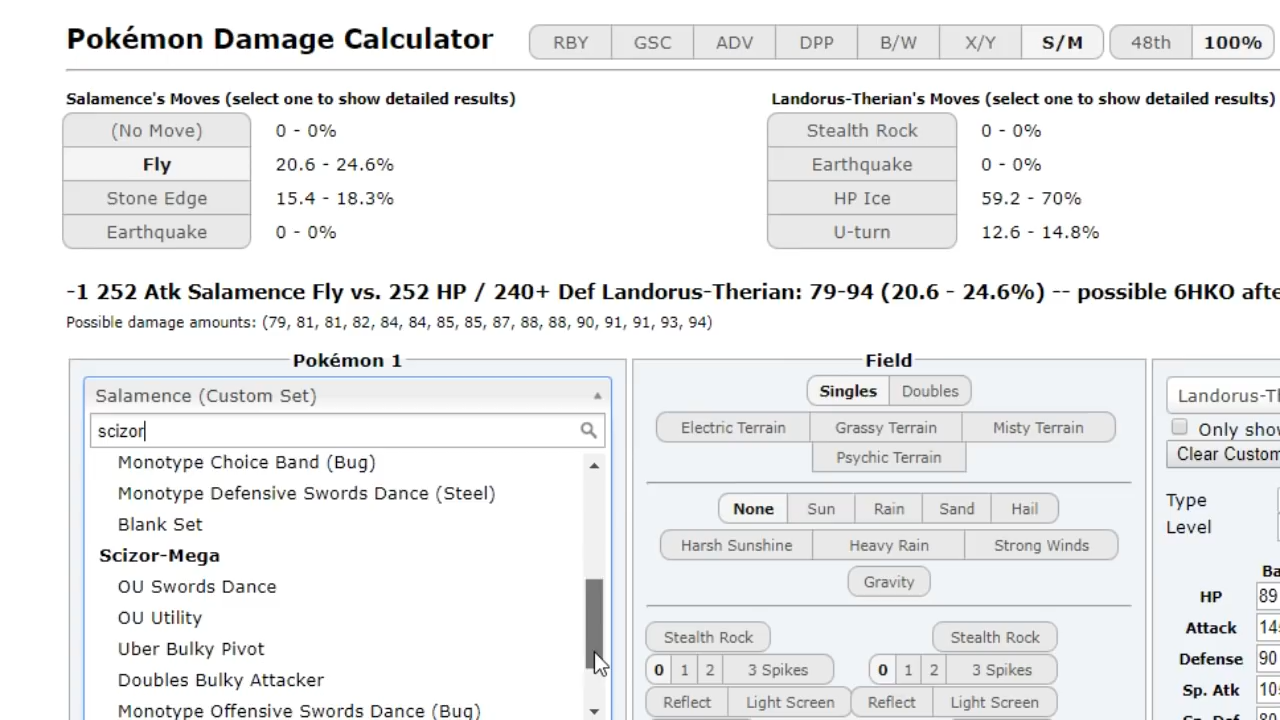 Pokémon Damage Calculator RBY GSC ADV DPP B/W X/Y S/M 48th 100%
Salamence's Moves (select one to show detailed results) Landorus-Therian's Moves (select one to show detailed results)
(No Move) 0 - 0% Stealth Rock 0 - 0%
Fly 20.6 - 24.6% Earthquake 0 - 0%
Stone Edge 15.4 - 18.3% HP Ice 59.2 - 70%
Earthquake 0 - 0% U-turn 12.6 - 14.8%
-1 252 Atk Salamence Fly vs. 252 HP / 240+ Def Landorus-Therian: 79-94 (20.6 - 24.6%) -- possible 6HKO afte
Possible damage amounts: (79, 81, 81, 82, 84, 84, 85, 85, 87, 88, 88, 90, 91, 91, 93, 94)
Pokémon 1
Salamence (Custom Set)
scizor
Monotype Choice Band (Bug)
Monotype Defensive Swords Dance (Steel)
Blank Set
Scizor-Mega
OU Swords Dance
OU Utility
Uber Bulky Pivot
Doubles Bulky Attacker
Monotype Offensive Swords Dance (Bug)
Field
Singles Doubles
Electric Terrain Grassy Terrain Misty Terrain
Psychic Terrain
None Sun Rain Sand Hail
Harsh Sunshine Heavy Rain Strong Winds
Gravity
Stealth Rock Stealth Rock
0 1 2 3 Spikes 0 1 2 3 Spikes
Reflect Light Screen Reflect Light Screen
Landorus-Th
Only show
Clear Custom
Type
Level
Ba
HP 89
Attack 14
Defense 90
Sp. Atk 10
Sp. Def 80